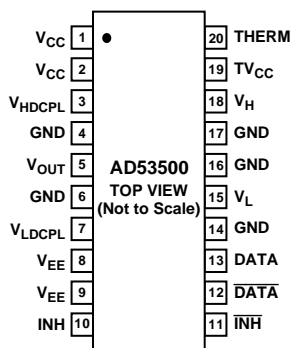 VCC 1 20 THERM
VCC 2 19 TVCC
VHDCPL 3 18 VH
GND 4 17 GND
VOUT 5 16 GND
AD53500
TOP VIEW
(Not to Scale)
GND 6 15 VL
VLDCPL 7 14 GND
VEE 8 13 DATA
VEE 9 12 D̅A̅T̅A̅
INH 10 11 I̅N̅H̅